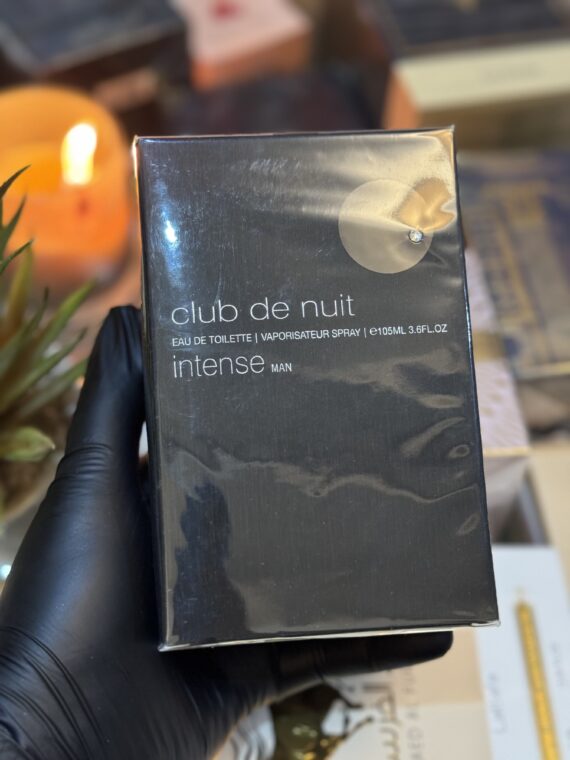 club de nuit
EAU DE TOILETTE | VAPORISATEUR SPRAY | ℮105ML 3.6FL.OZ
intense MAN